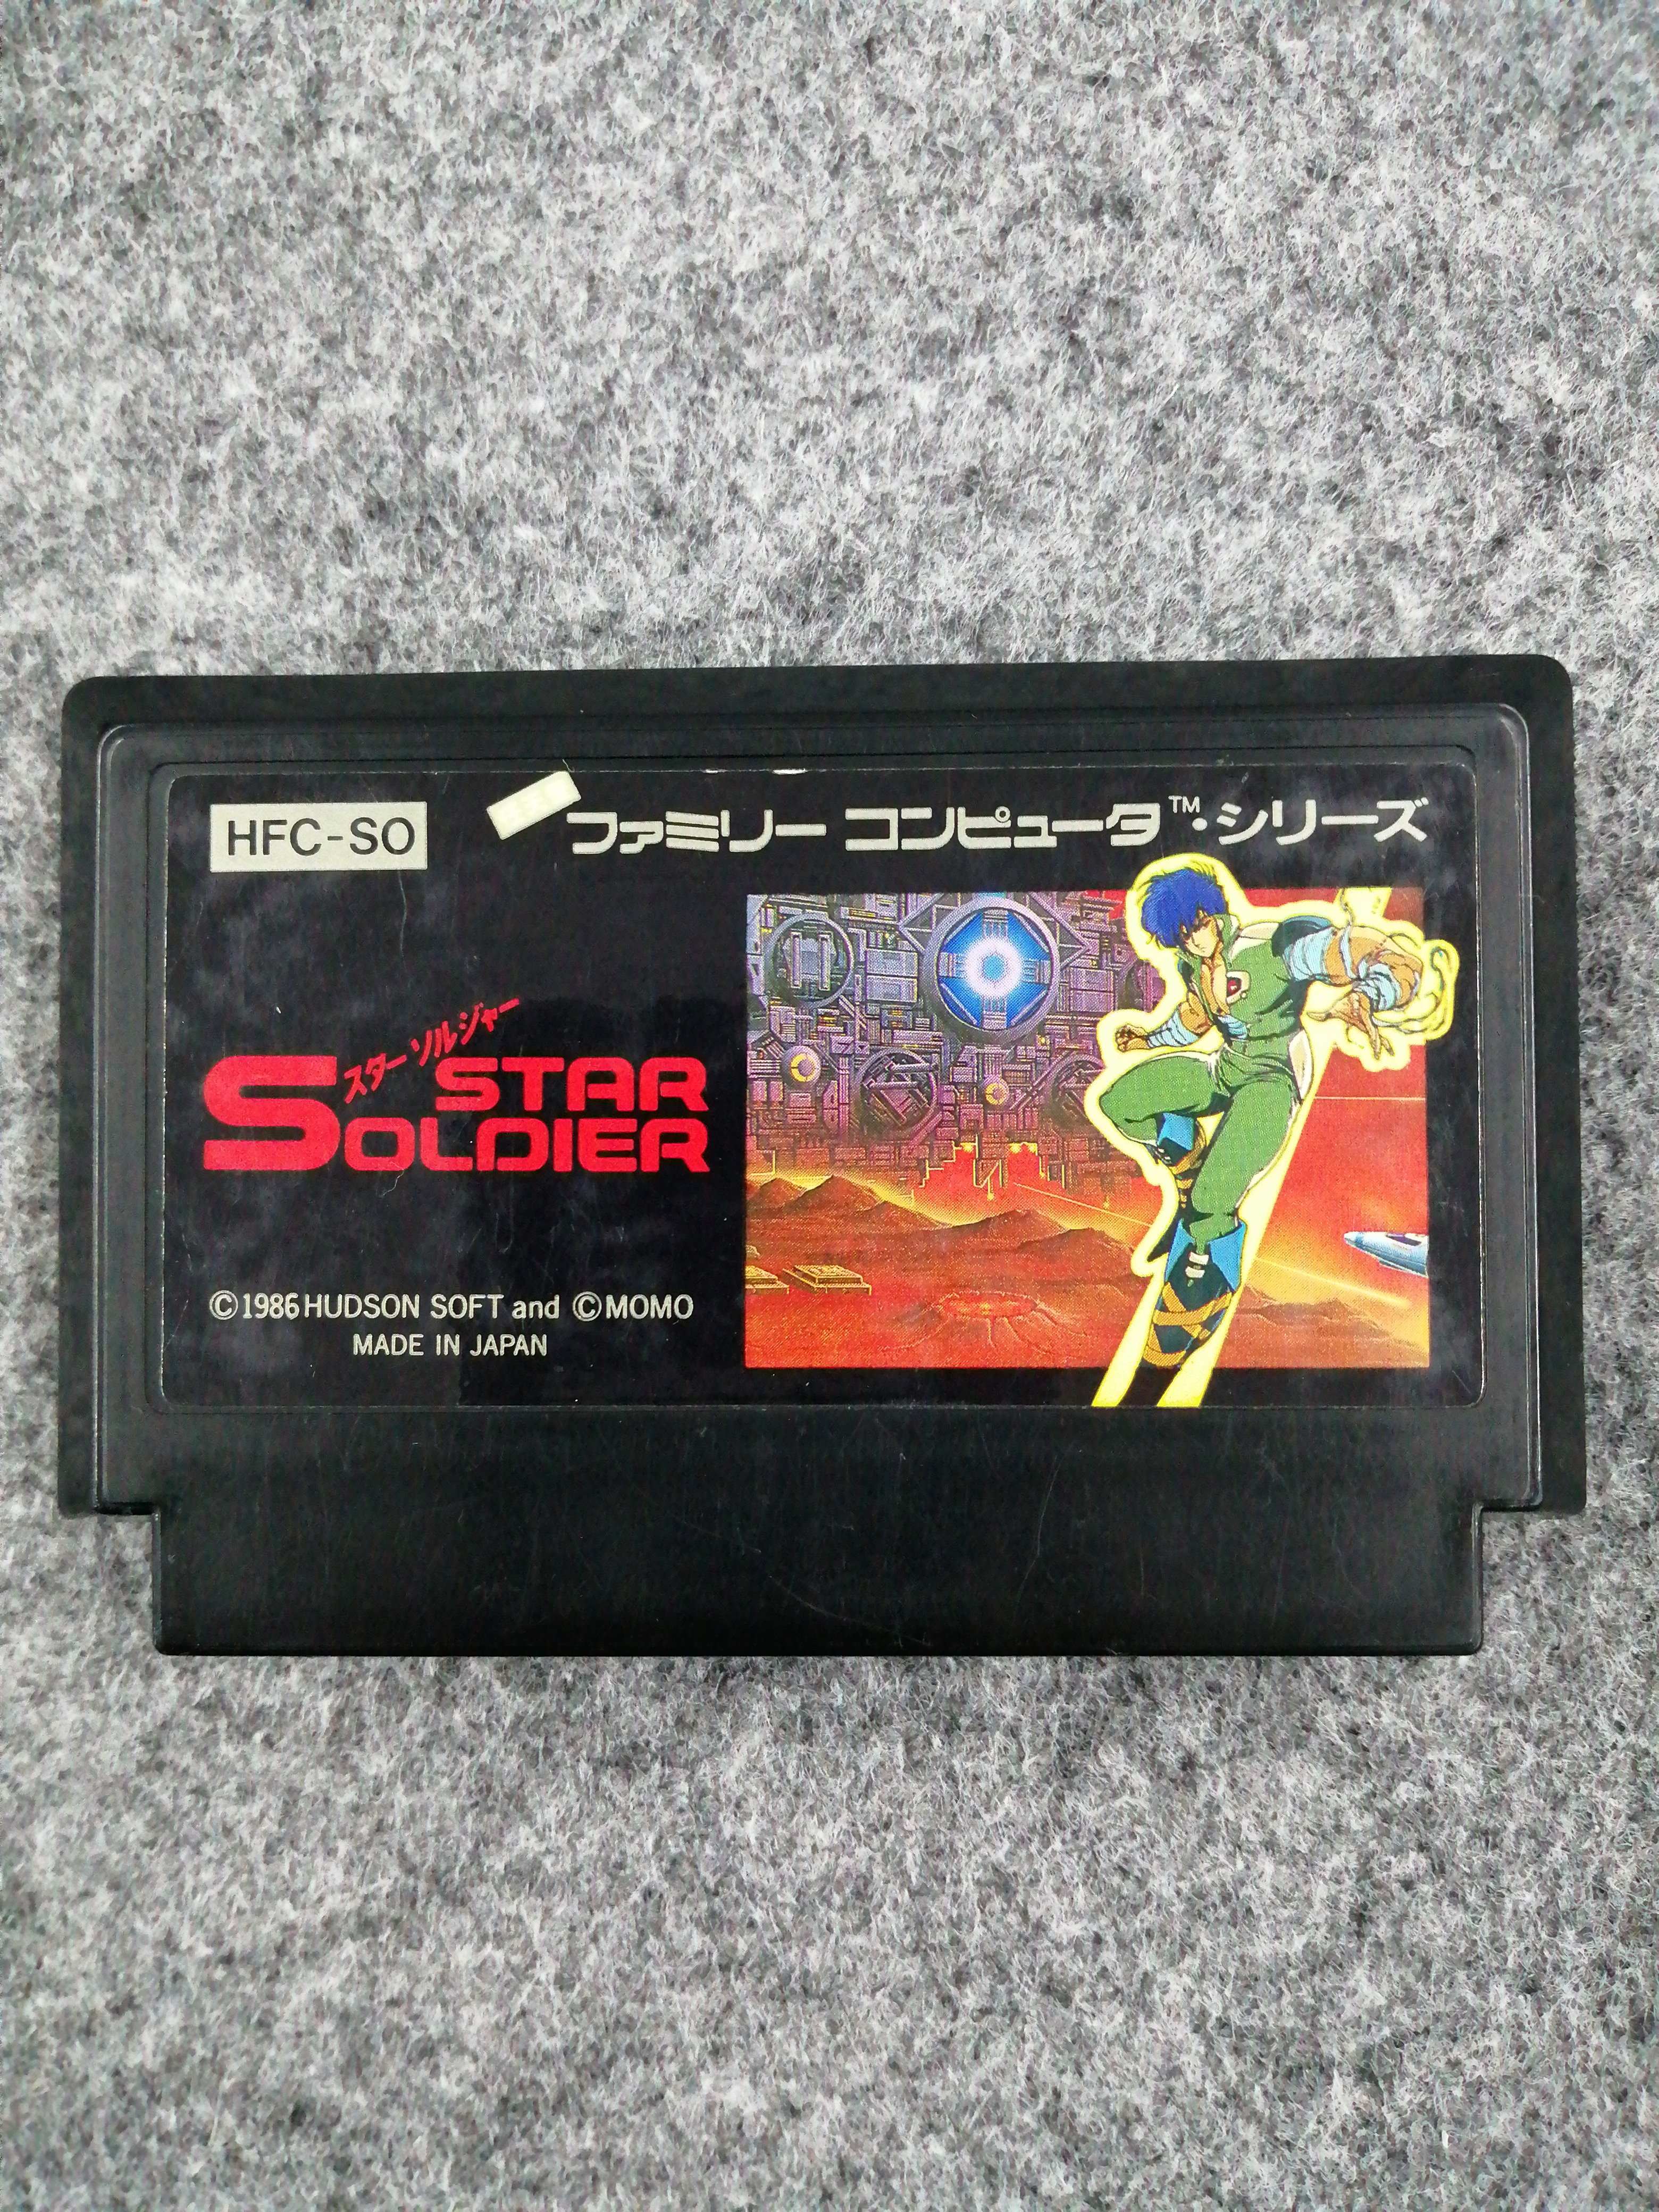 HFC-SO
ファミリー コンピュータ™・シリーズ
スター ソルジャー
STAR
SOLDIER
©1986 HUDSON SOFT and ©MOMO
MADE IN JAPAN